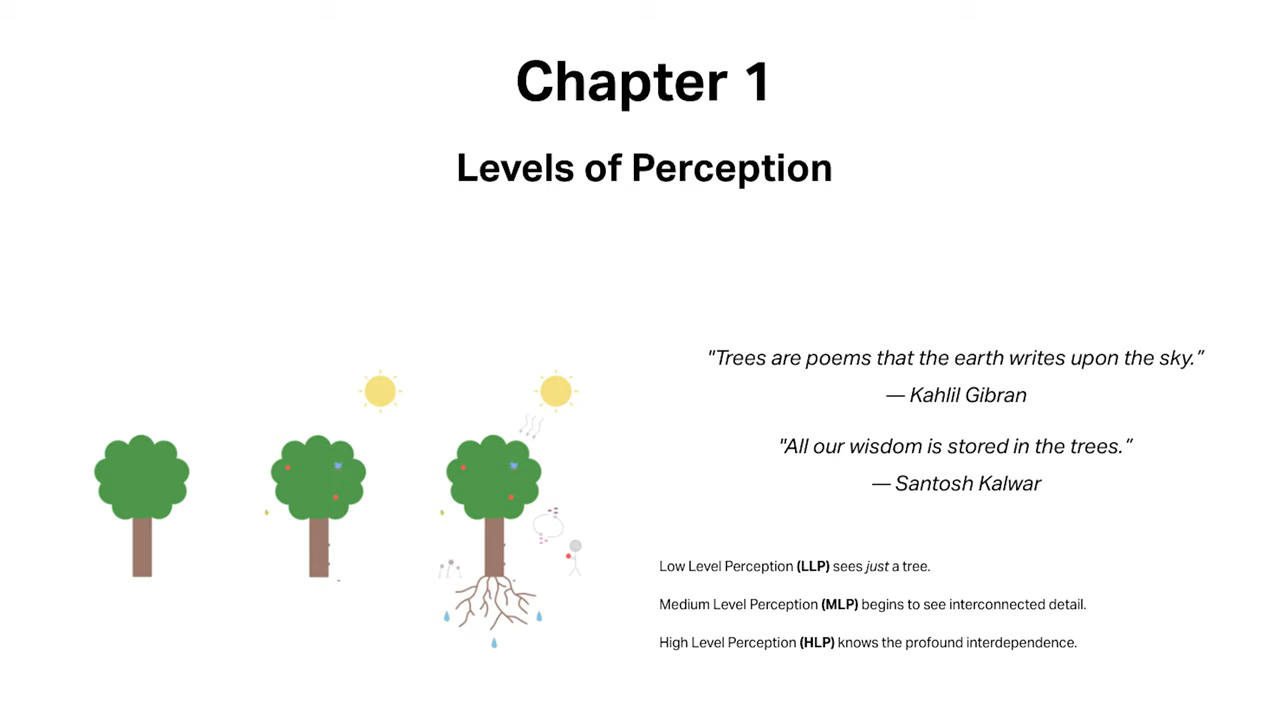 Chapter 1
Levels of Perception
"Trees are poems that the earth writes upon the sky."
— Kahlil Gibran
"All our wisdom is stored in the trees."
— Santosh Kalwar
Low Level Perception (LLP) sees just a tree.
Medium Level Perception (MLP) begins to see interconnected detail.
High Level Perception (HLP) knows the profound interdependence.